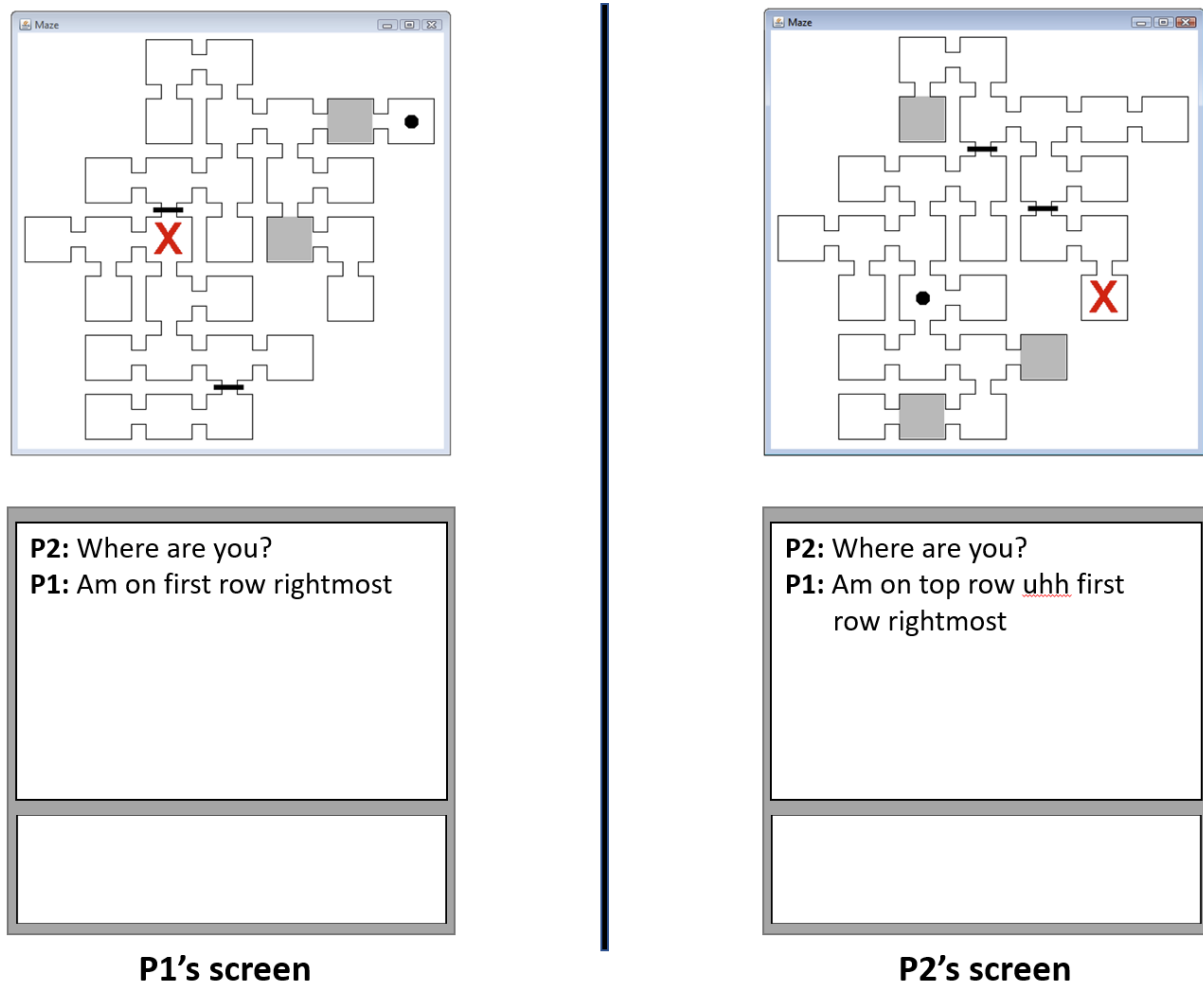 Maze
Maze
X
X
P2: Where are you?
P1: Am on first row rightmost
P2: Where are you?
P1: Am on top row uhh first
row rightmost
P1’s screen
P2’s screen